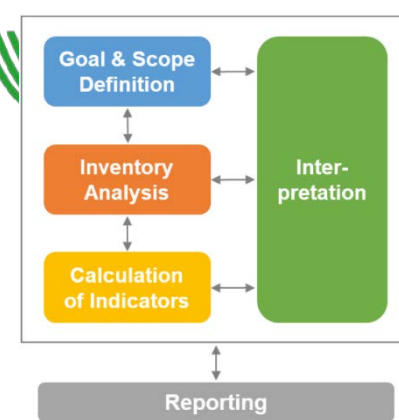 Goal & Scope
Definition
Inventory
Analysis
Calculation
of Indicators
Inter-
pretation
Reporting